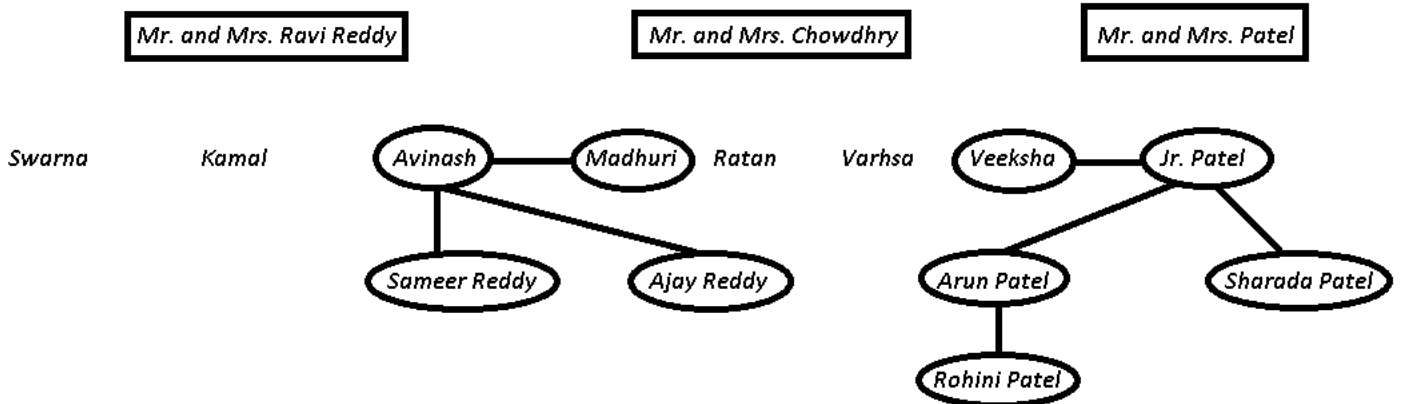 Mr. and Mrs. Ravi Reddy Mr. and Mrs. Chowdhry Mr. and Mrs. Patel
Swarna Kamal Avinash Madhuri Ratan Varhsa Veeksha Jr. Patel
Sameer Reddy Ajay Reddy Arun Patel Sharada Patel
Rohini Patel